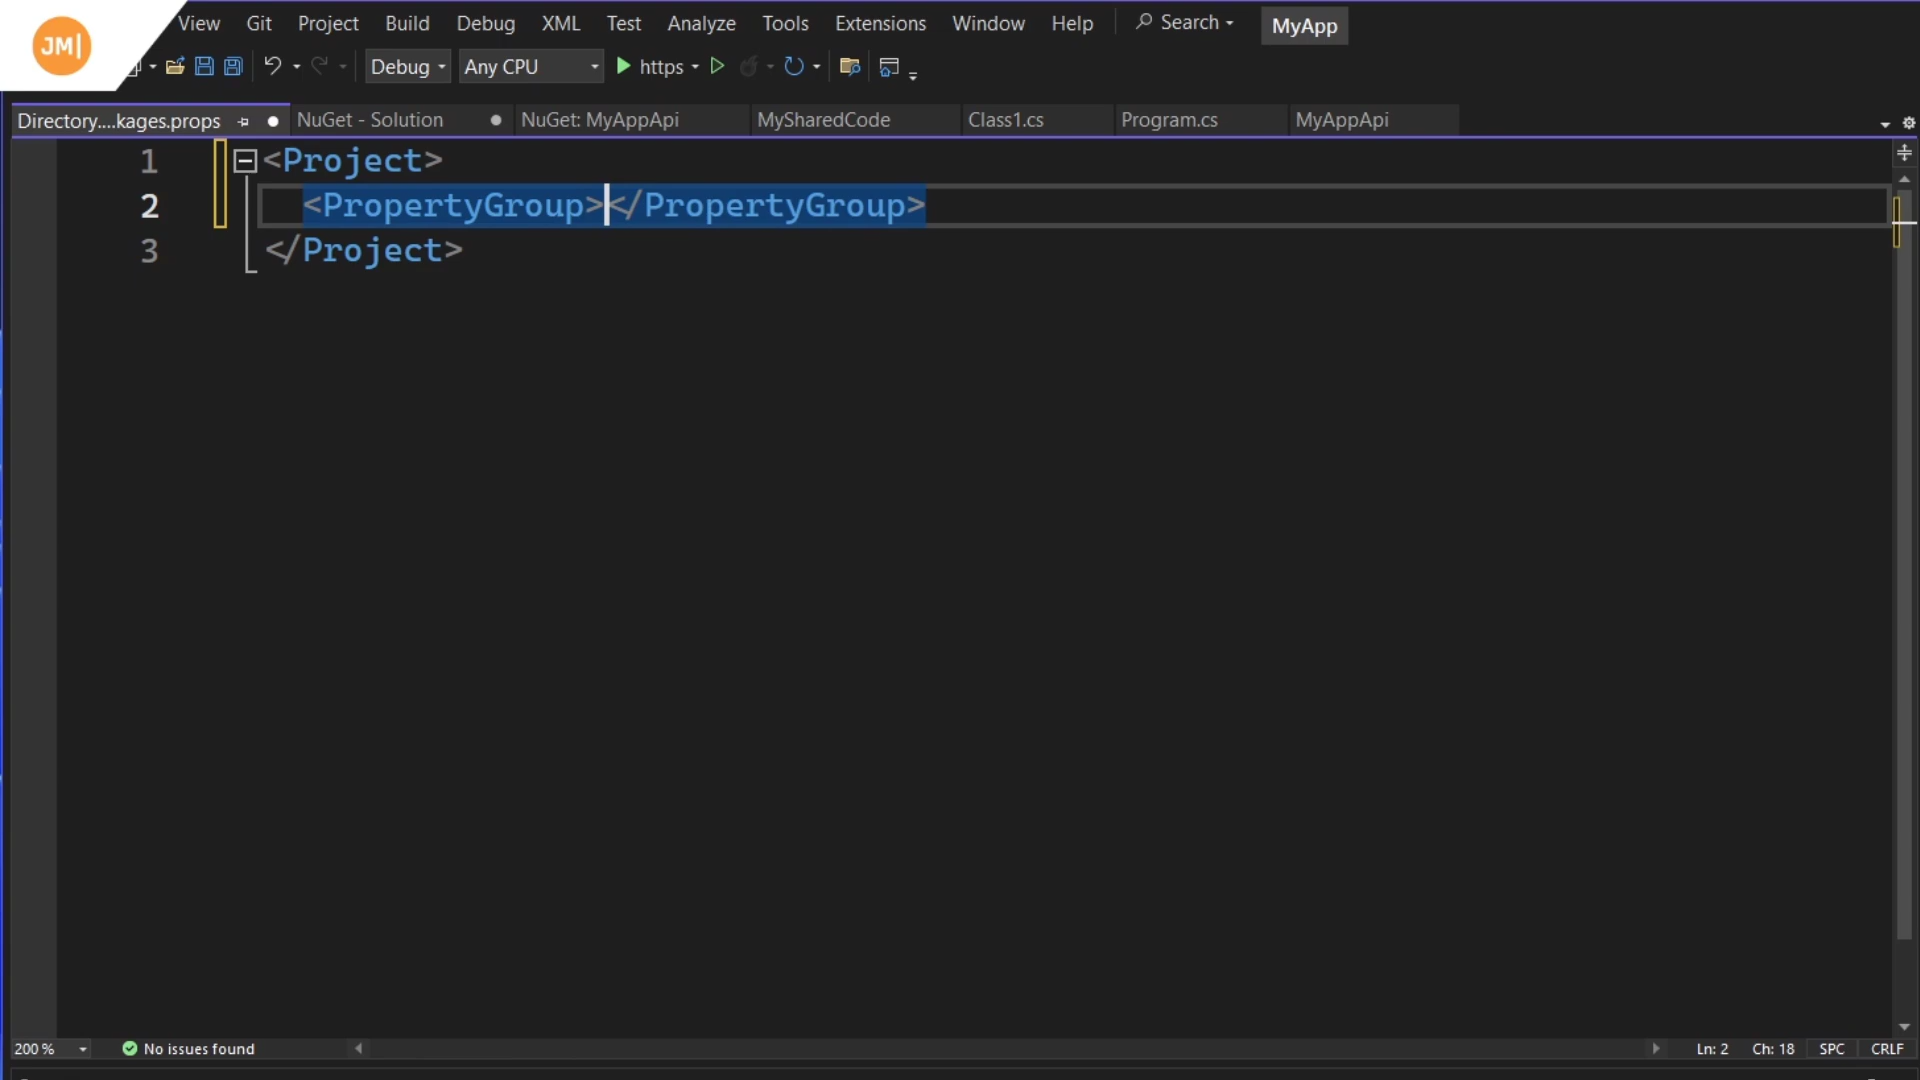 JM|
View Git Project Build Debug XML Test Analyze Tools Extensions Window Help Search MyApp
Debug Any CPU https
Directory....kages.props NuGet - Solution NuGet: MyAppApi MySharedCode Class1.cs Program.cs MyAppApi
1 <Project>
2 <PropertyGroup></PropertyGroup>
3 </Project>
200 % No issues found Ln: 2 Ch: 18 SPC CRLF